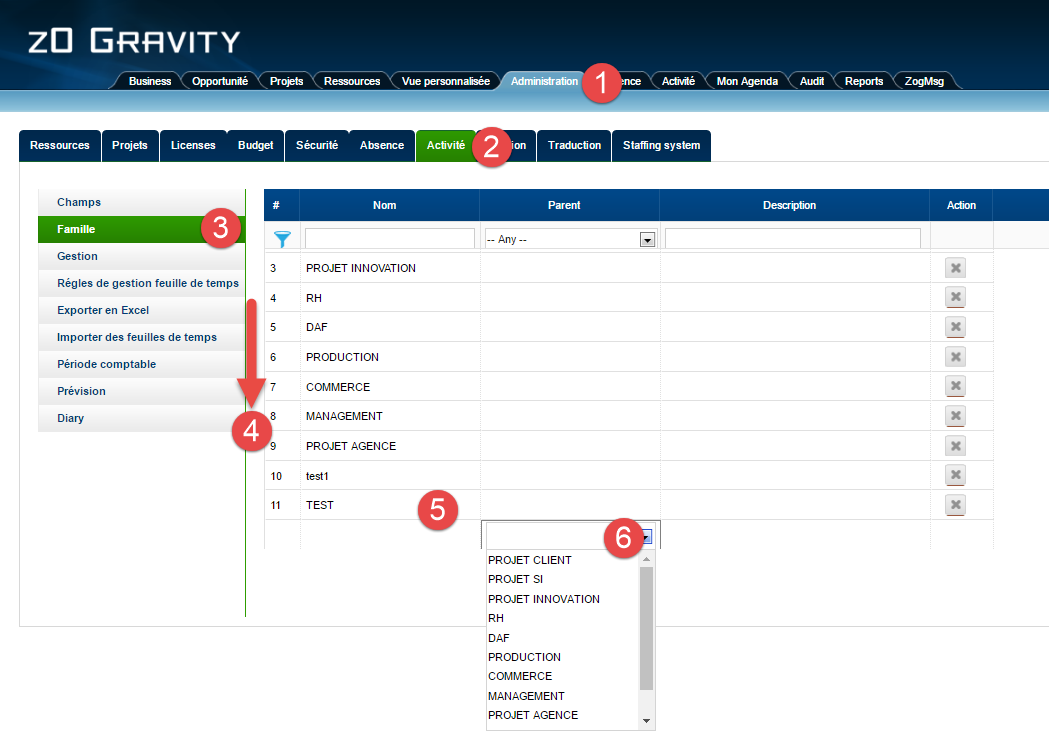 z0 Gravity
Business Opportunité Projets Ressources Vue personnalisée Administration 1 ence Activité Mon Agenda Audit Reports ZogMsg
Ressources Projets Licenses Budget Sécurité Absence Activité 2 ion Traduction Staffing system
Champs
Famille 3
Gestion
Régles de gestion feuille de temps
Exporter en Excel
Importer des feuilles de temps
Période comptable
Prévision
Diary
4
# Nom Parent Description Action
-- Any --
3 PROJET INNOVATION
4 RH
5 DAF
6 PRODUCTION
7 COMMERCE
8 MANAGEMENT
9 PROJET AGENCE
10 test1
11 TEST
5
6
PROJET CLIENT
PROJET SI
PROJET INNOVATION
RH
DAF
PRODUCTION
COMMERCE
MANAGEMENT
PROJET AGENCE